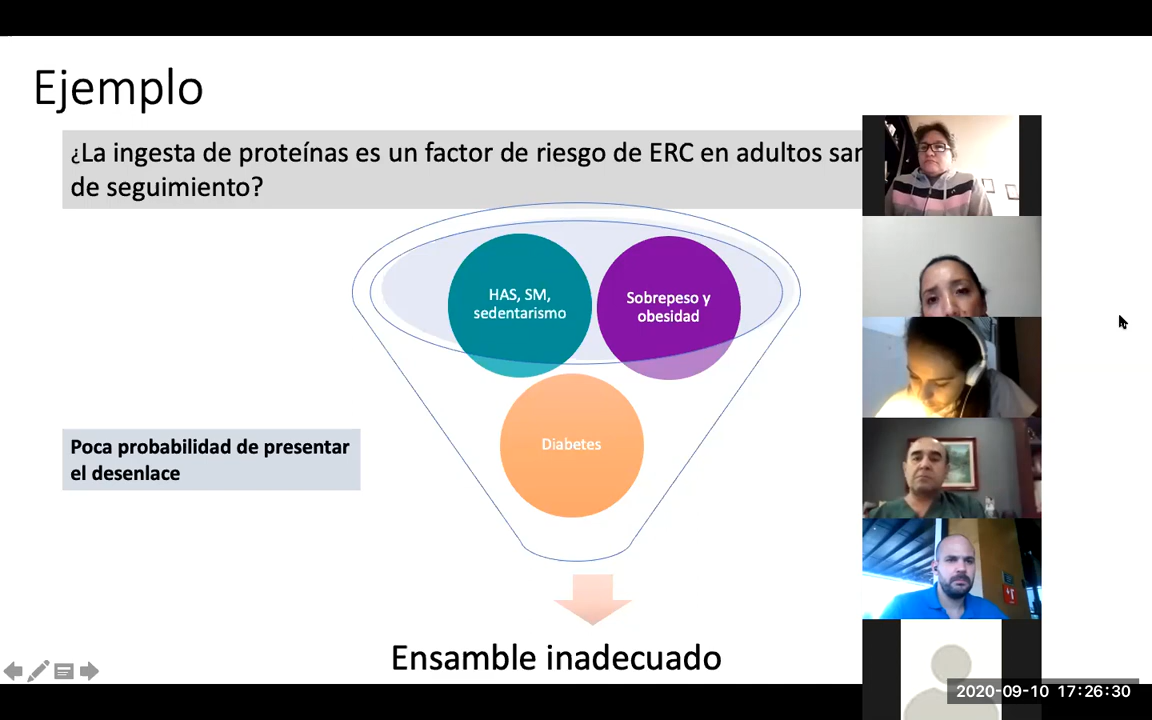 Ejemplo
¿La ingesta de proteínas es un factor de riesgo de ERC en adultos
de seguimiento?
HAS, SM,
sedentarismo
Sobrepeso y
obesidad
Diabetes
Poca probabilidad de presentar
el desenlace
Ensamble inadecuado
2020-09-10 17:26:30